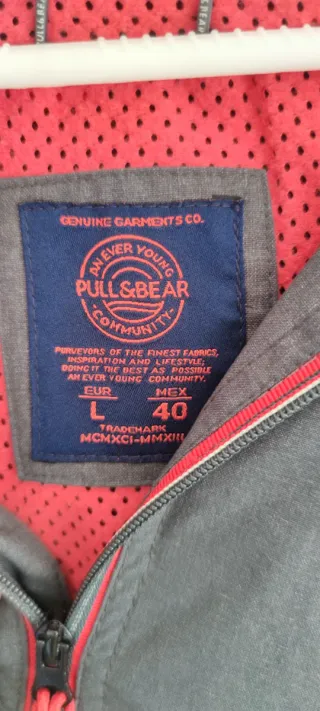 GENUINE GARMENTS CO.
AN EVER YOUNG
PULL&BEAR
- COMMUNITY -
PURVEYORS OF THE FINEST FABRICS,
INSPIRATION AND LIFESTYLE;
DOING IT THE BEST AS POSSIBLE
AN EVER YOUNG COMMUNITY.
EUR MEX
L 40
TRADEMARK
MCMXCI-MMXIII